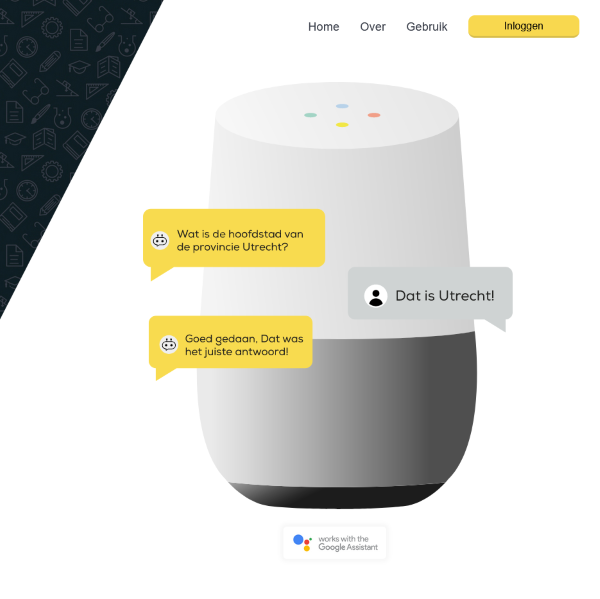 Home Over Gebruik Inloggen
Wat is de hoofdstad van
de provincie Utrecht?
Dat is Utrecht!
Goed gedaan, Dat was
het juiste antwoord!
works with the
Google Assistant